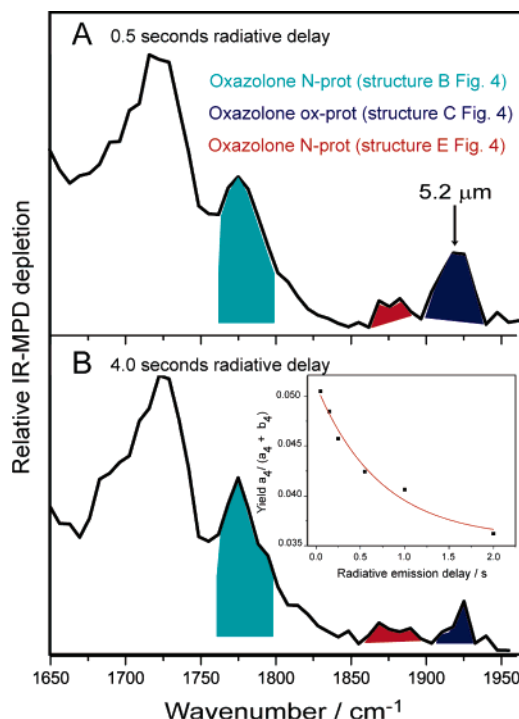 A 0.5 seconds radiative delay
Oxazolone N-prot (structure B Fig. 4)
Oxazolone ox-prot (structure C Fig. 4)
Oxazolone N-prot (structure E Fig. 4)
5.2 μm
Relative IR-MPD depletion
B 4.0 seconds radiative delay
Yield a4/ (a4 + b4)
0.050
0.045
0.040
0.035
0.0 0.5 1.0 1.5 2.0
Radiative emission delay / s
1650 1700 1750 1800 1850 1900 1950
Wavenumber / cm⁻¹